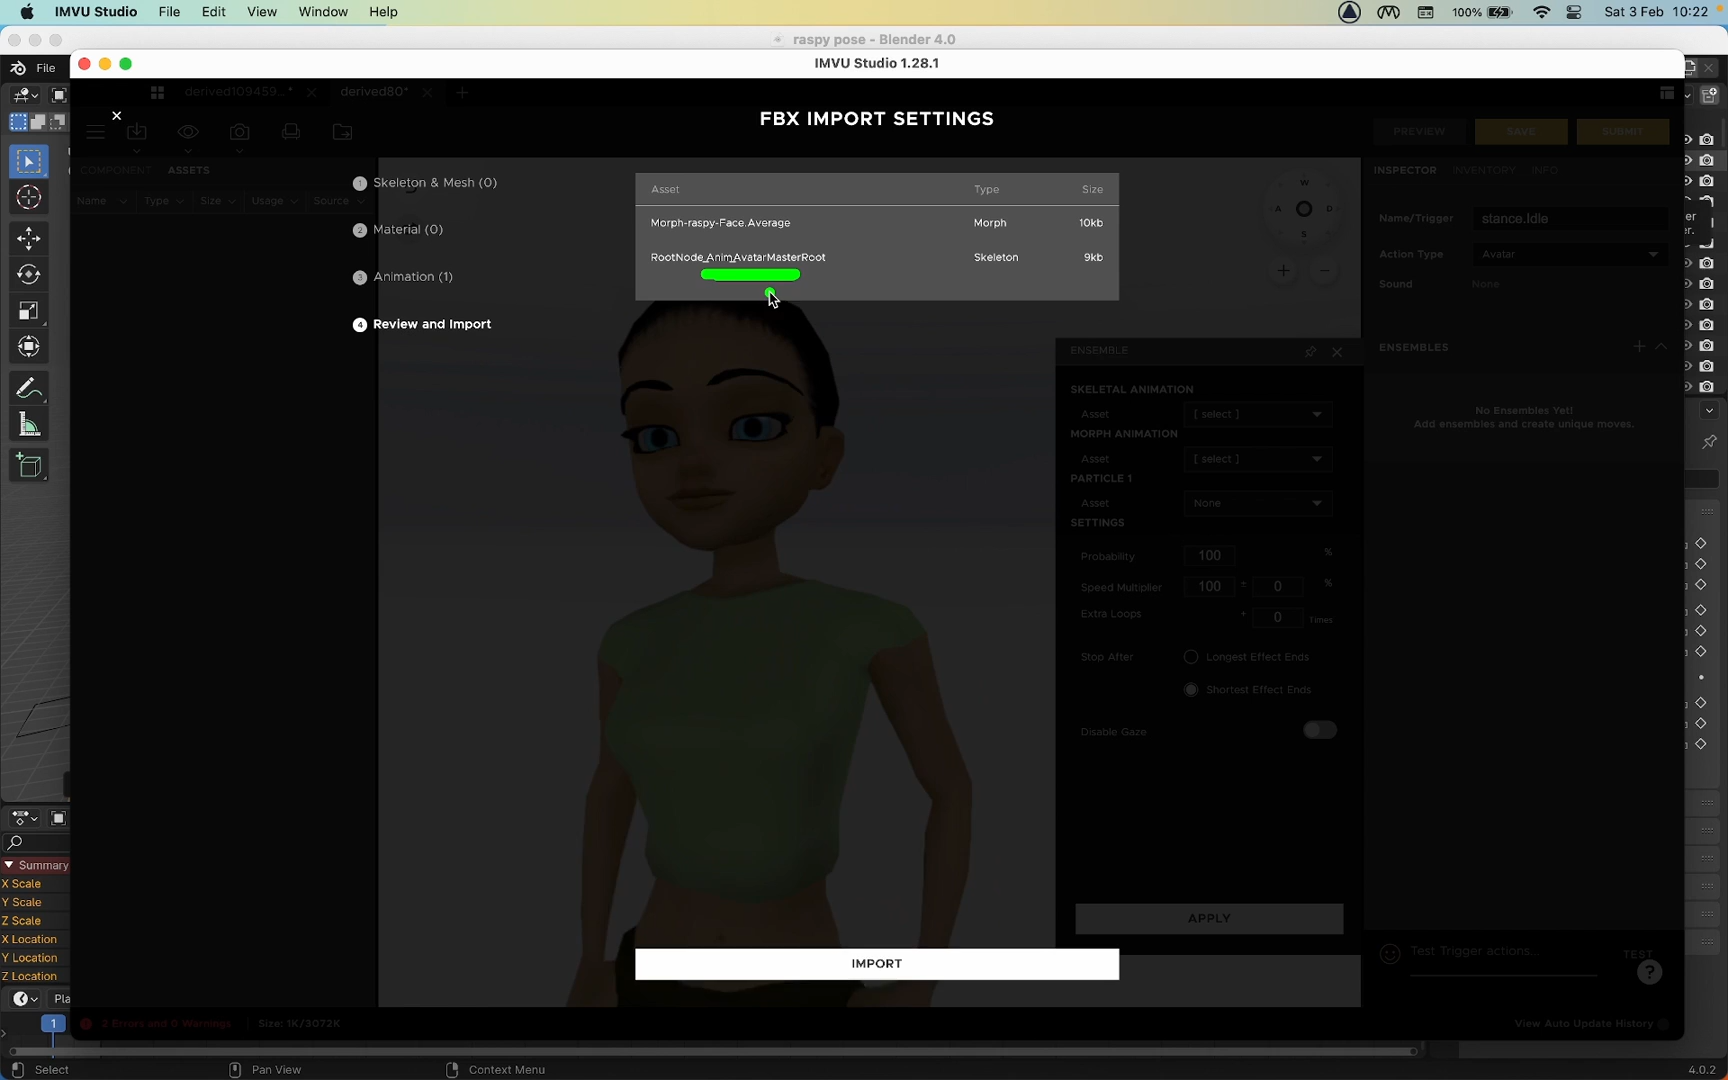 IMVU Studio File Edit View Window Help 100% Sat 3 Feb 10:22
raspy pose - Blender 4.0
File
IMVU Studio 1.28.1
derived109459...* derived80*
FBX IMPORT SETTINGS
PREVIEW SAVE SUBMIT
COMPONENT ASSETS
Name Type Size Usage Source
1 Skeleton & Mesh (0)
2 Material (0)
3 Animation (1)
4 Review and Import
Asset Type Size
Morph-raspy-Face.Average Morph 10kb
RootNode_AnimAvatarMasterRoot Skeleton 9kb
W
A D
S
INSPECTOR INVENTORY INFO
Name/Trigger stance.Idle
Action Type Avatar
Sound None
ENSEMBLES
No Ensembles Yet!
Add ensembles and create unique moves.
ENSEMBLE
SKELETAL ANIMATION
Asset [ select ]
MORPH ANIMATION
Asset [ select ]
PARTICLE 1
Asset None
SETTINGS
Probability 100 %
Speed Multiplier 100 ± 0 %
Extra Loops + 0 Times
Stop After Longest Effect Ends
Shortest Effect Ends
Disable Gaze
APPLY
IMPORT
Test Trigger actions... TEST
?
2 Errors and 0 Warnings Size: 1K/3072K View Auto Update History
Summary
X Scale
Y Scale
Z Scale
X Location
Y Location
Z Location
Pla
1
Select Pan View Context Menu 4.0.2